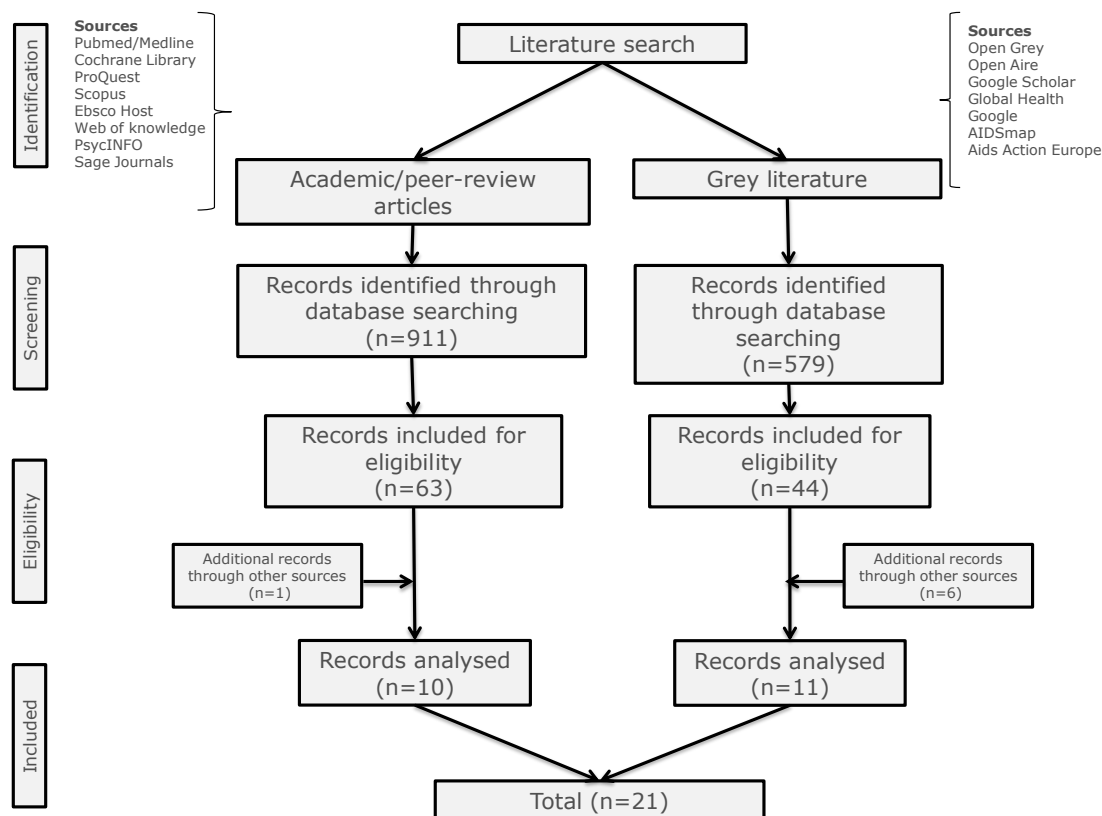 Sources
Pubmed/Medline
Cochrane Library
ProQuest
Scopus
Ebsco Host
Web of knowledge
PsycINFO
Sage Journals
Literature search
Sources
Open Grey
Open Aire
Google Scholar
Global Health
Google
AIDSmap
Aids Action Europe
Identification
Academic/peer-review
articles
Grey literature
Screening
Records identified through
database searching
(n=911)
Records identified
through database
searching
(n=579)
Eligibility
Records included for
eligibility
(n=63)
Records included for
eligibility
(n=44)
Additional records
through other sources
(n=1)
Additional records
through other sources
(n=6)
Included
Records analysed
(n=10)
Records analysed
(n=11)
Total (n=21)